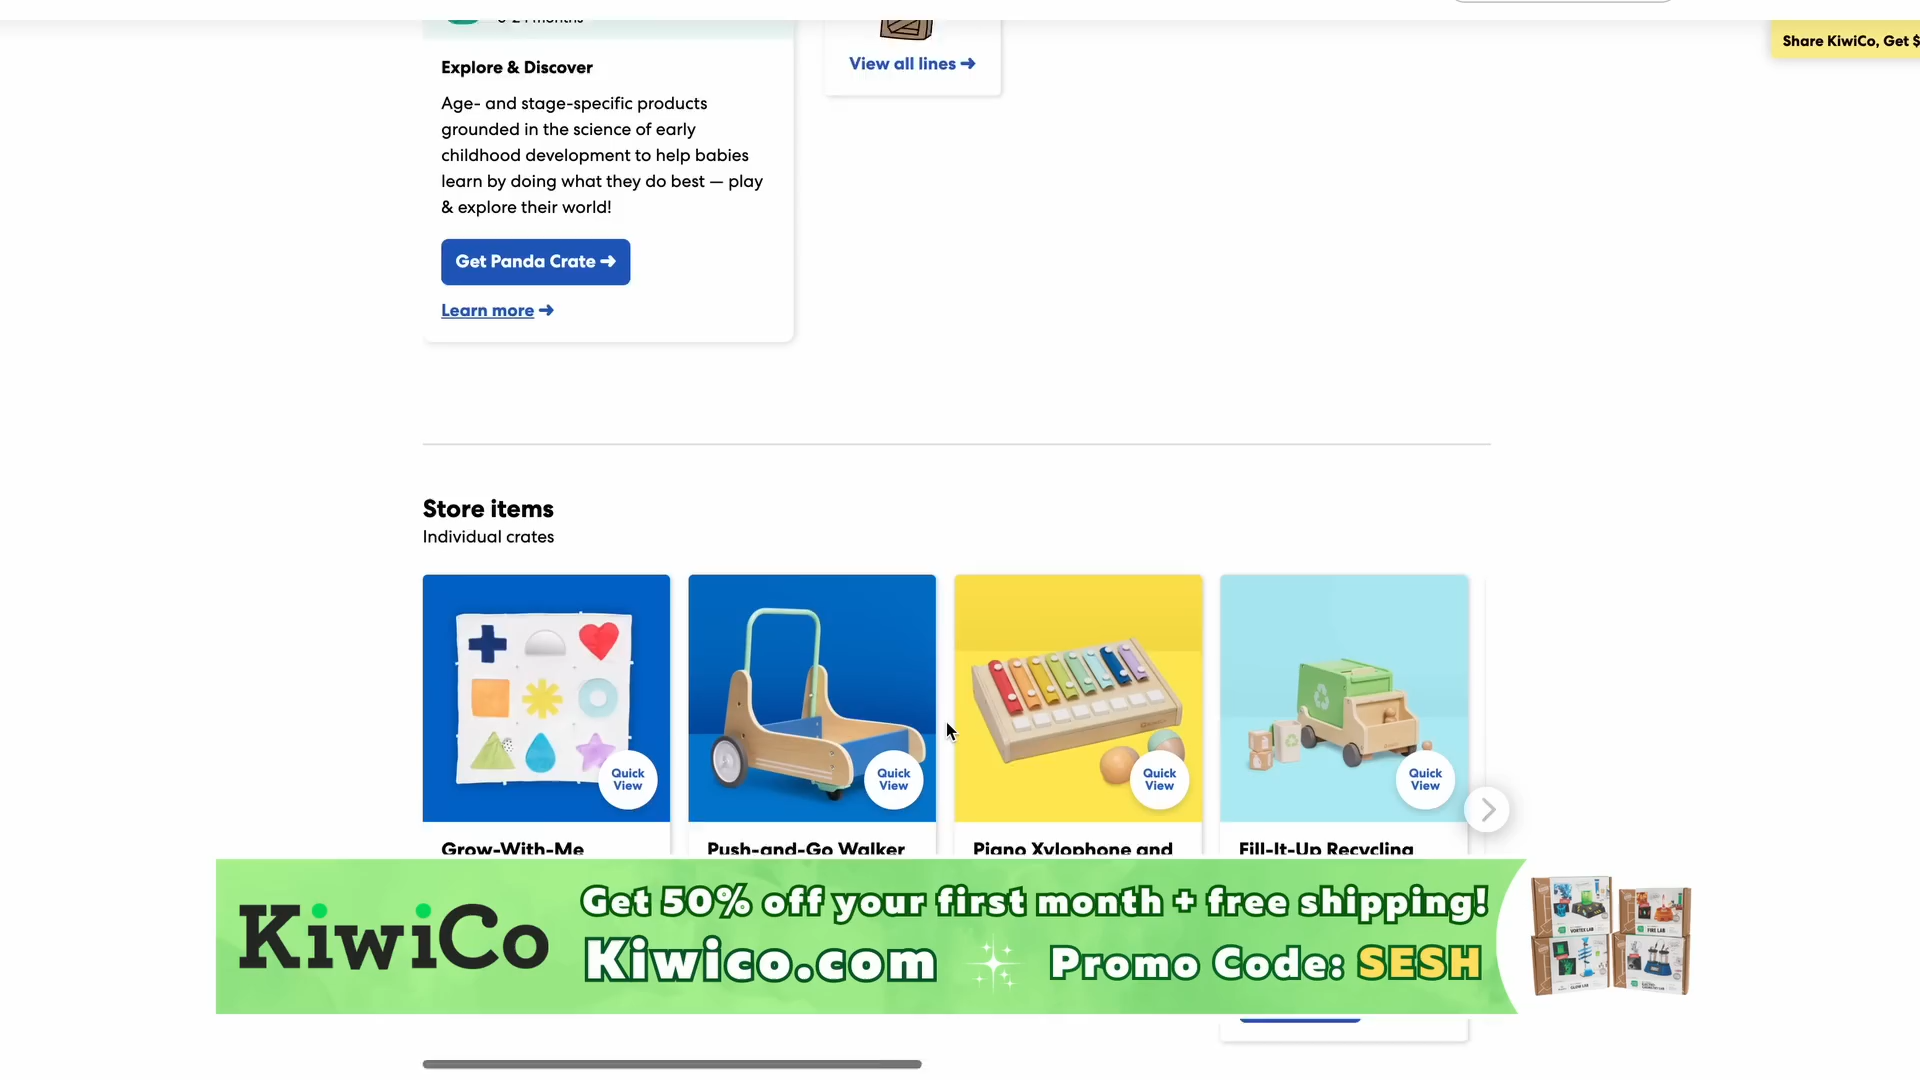 Share KiwiCo, Get $
Explore & Discover
Age- and stage-specific products
grounded in the science of early
childhood development to help babies
learn by doing what they do best — play
& explore their world!
Get Panda Crate →
Learn more →
View all lines →
Store items
Individual crates
Quick
View
Quick
View
Quick
View
Quick
View
Grow-With-Me
Push-and-Go Walker
Piano Xylophone and
Fill-It-Up Recycling
KiwiCo
Get 50% off your first month + free shipping!
Kiwico.com
Promo Code: SESH